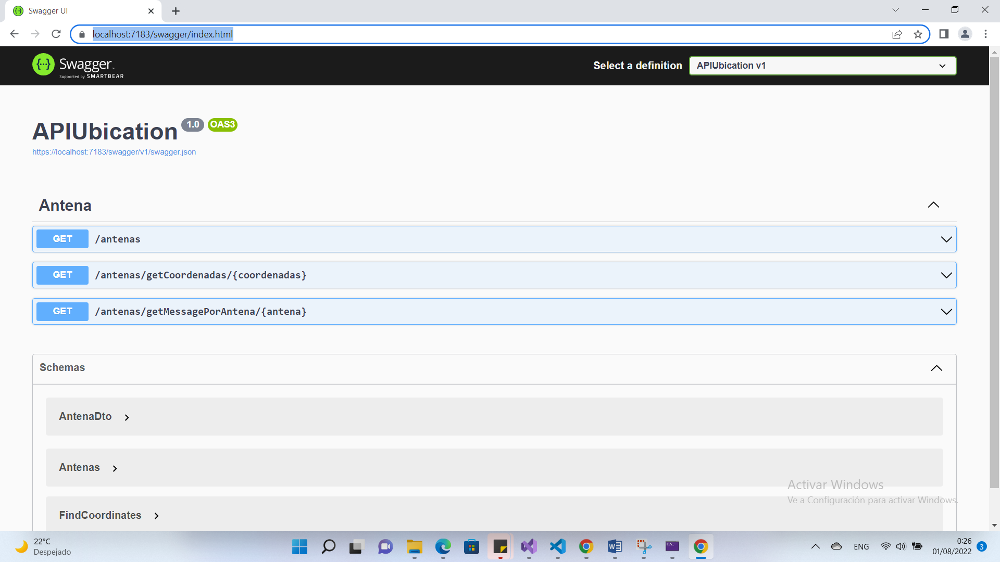 Swagger UI
localhost:7183/swagger/index.html
Swagger
Supported by SMARTBEAR
Select a definition
APIUbication v1
APIUbication 1.0 OAS3
https://localhost:7183/swagger/v1/swagger.json
Antena
GET /antenas
GET /antenas/getCoordenadas/{coordenadas}
GET /antenas/getMessagePorAntena/{antena}
Schemas
AntenaDto
Antenas
FindCoordinates
Activar Windows
Ve a Configuración para activar Windows.
22°C
Despejado
ENG
0:26
01/08/2022
3